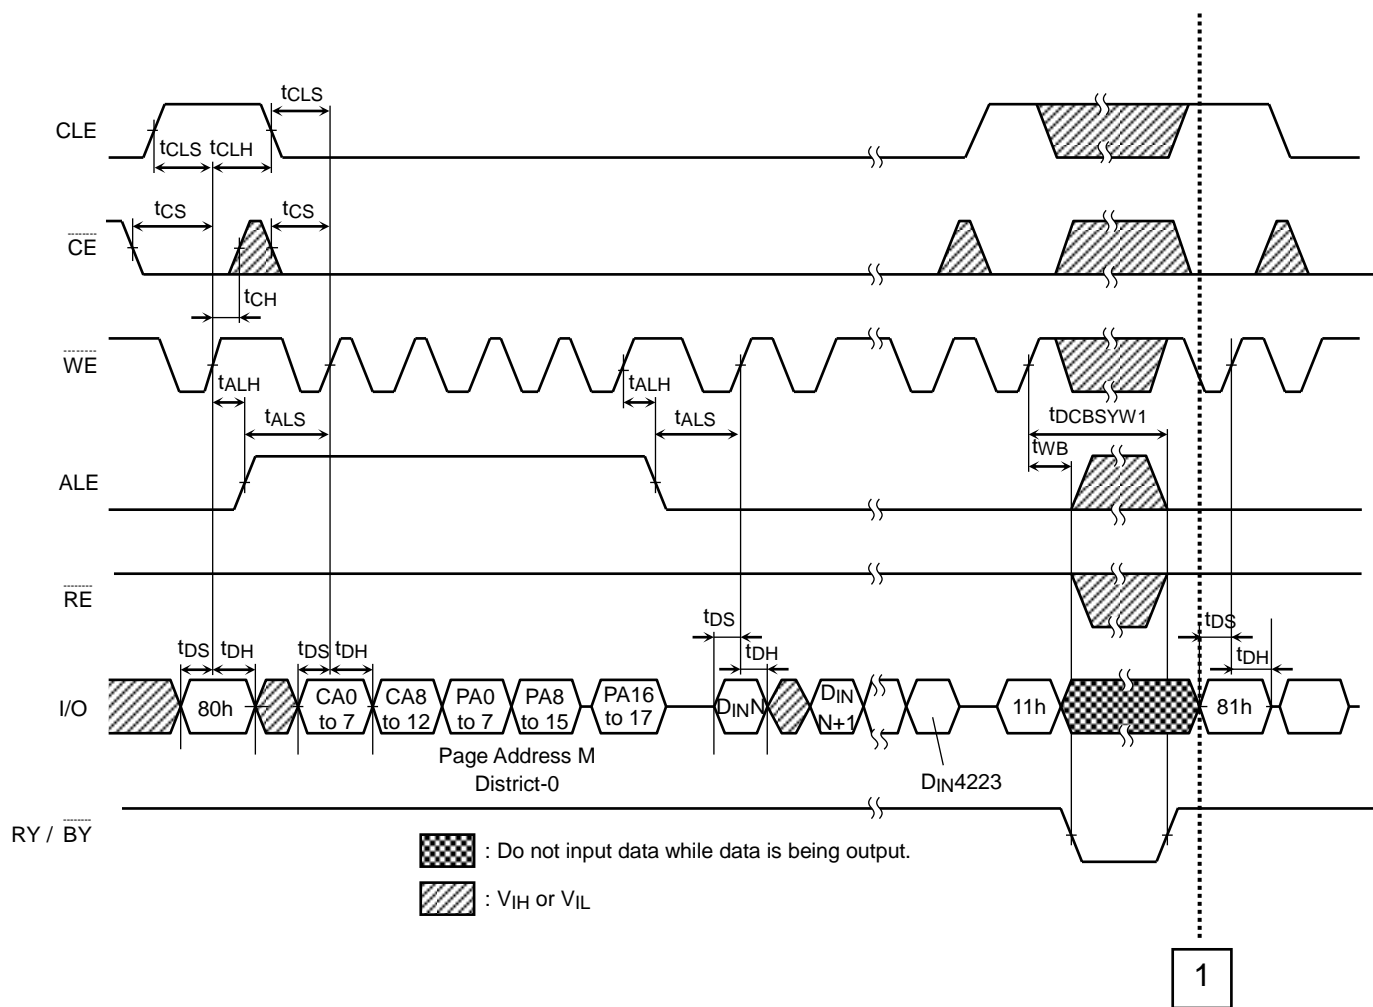 tCLS
CLE
tCLS tCLH
tCS tCS
CE
tCH
WE
tALH tALH
tDCBSYW1
tALS tALS
tWB
ALE
RE
tDS tDS
tDS tDH tDS tDH
tDH tDH
I/O
80h
CA0 to 7
CA8 to 12
PA0 to 7
PA8 to 15
PA16 to 17
DINN
DIN N+1
11h
81h
Page Address M
District-0
DIN4223
RY / BY
: Do not input data while data is being output.
: VIH or VIL
1